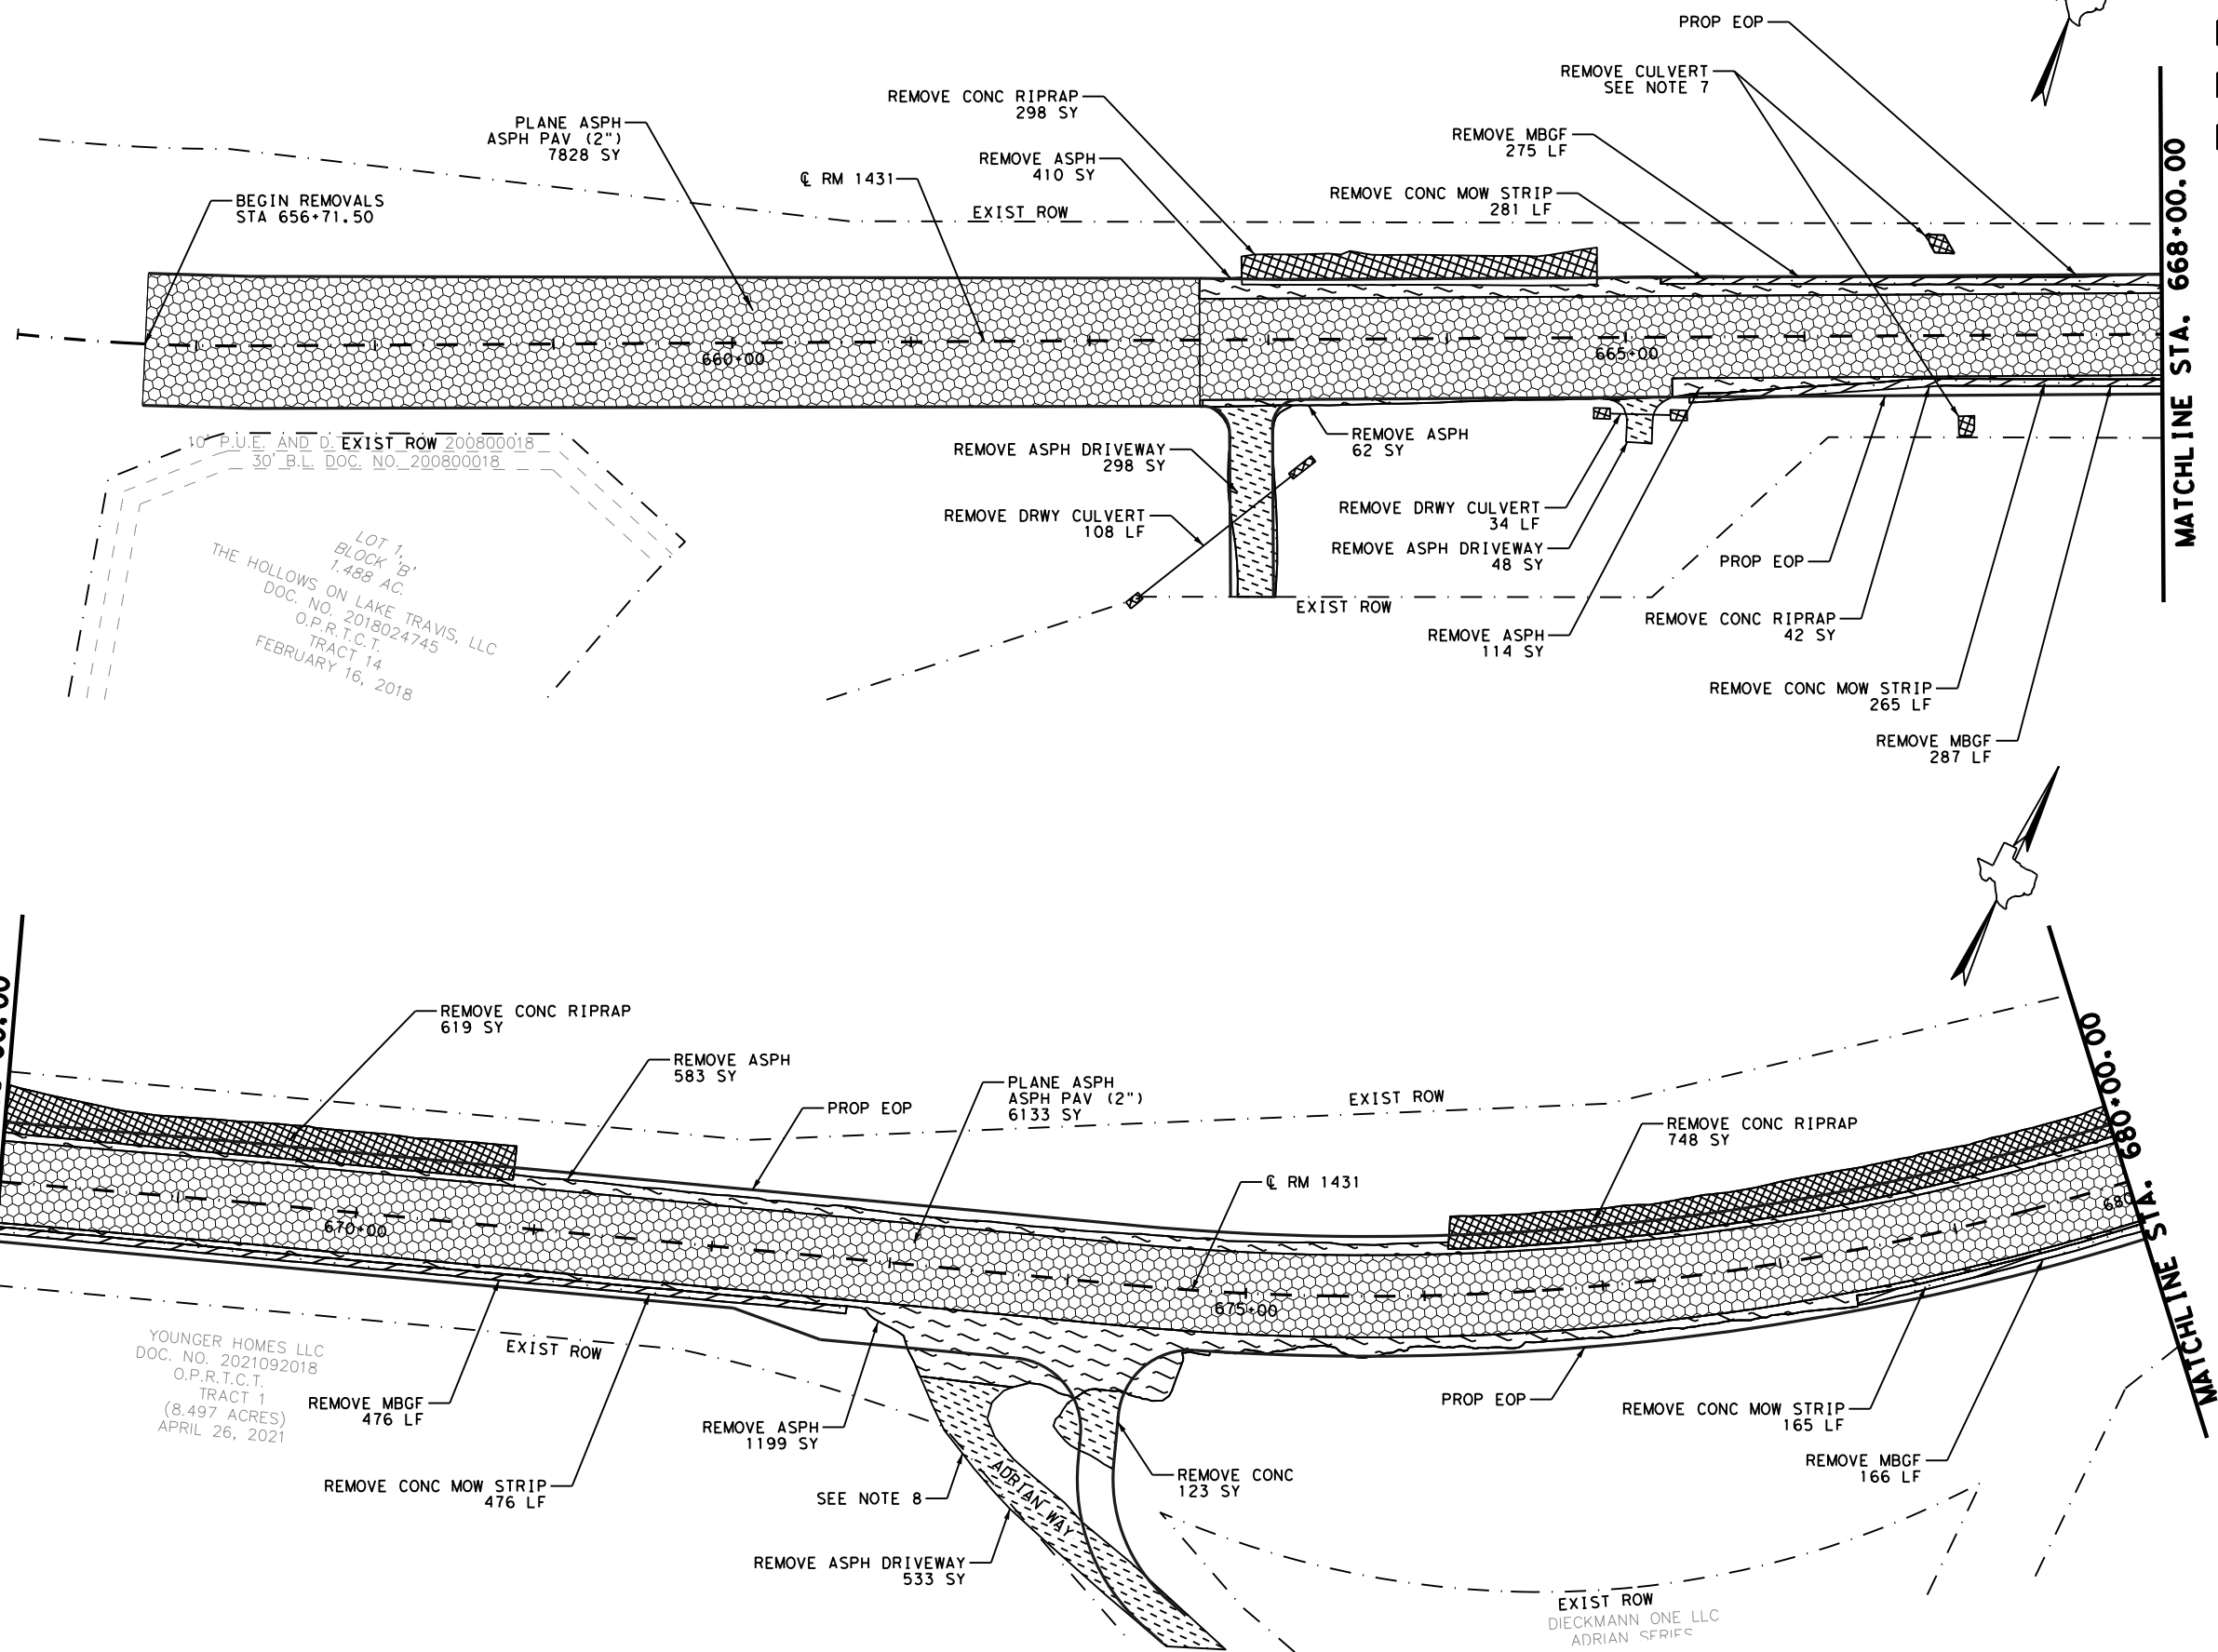 PROP EOP
REMOVE CULVERT
SEE NOTE 7
REMOVE CONC RIPRAP
298 SY
PLANE ASPH
ASPH PAV (2")
7828 SY
REMOVE MBGF
275 LF
REMOVE ASPH
410 SY
℄ RM 1431
REMOVE CONC MOW STRIP
281 LF
BEGIN REMOVALS
STA 656+71.50
EXIST ROW
MATCHLINE STA. 668+00.00
660+00
665+00
10' P.U.E. AND D. EXIST ROW 200800018
30' B.L. DOC. NO. 200800018
REMOVE ASPH DRIVEWAY
298 SY
REMOVE ASPH
62 SY
REMOVE DRWY CULVERT
108 LF
REMOVE DRWY CULVERT
34 LF
REMOVE ASPH DRIVEWAY
48 SY
PROP EOP
LOT 1,
BLOCK 'B'
1.488 AC.
THE HOLLOWS ON LAKE TRAVIS, LLC
DOC. NO. 2018024745
O.P.R.T.C.T.
TRACT 14
FEBRUARY 16, 2018
EXIST ROW
REMOVE ASPH
114 SY
REMOVE CONC RIPRAP
42 SY
REMOVE CONC MOW STRIP
265 LF
REMOVE MBGF
287 LF
REMOVE CONC RIPRAP
619 SY
REMOVE ASPH
583 SY
PROP EOP
PLANE ASPH
ASPH PAV (2")
6133 SY
EXIST ROW
REMOVE CONC RIPRAP
748 SY
℄ RM 1431
MATCHLINE STA. 680+00.00
670+00
675+00
680
EXIST ROW
YOUNGER HOMES LLC
DOC. NO. 2021092018
O.P.R.T.C.T.
TRACT 1
(8.497 ACRES)
APRIL 26, 2021
REMOVE MBGF
476 LF
REMOVE ASPH
1199 SY
REMOVE CONC MOW STRIP
476 LF
SEE NOTE 8
ADRIAN WAY
REMOVE ASPH DRIVEWAY
533 SY
REMOVE CONC
123 SY
PROP EOP
REMOVE CONC MOW STRIP
165 LF
REMOVE MBGF
166 LF
EXIST ROW
DIECKMANN ONE LLC
ADRIAN SERIES